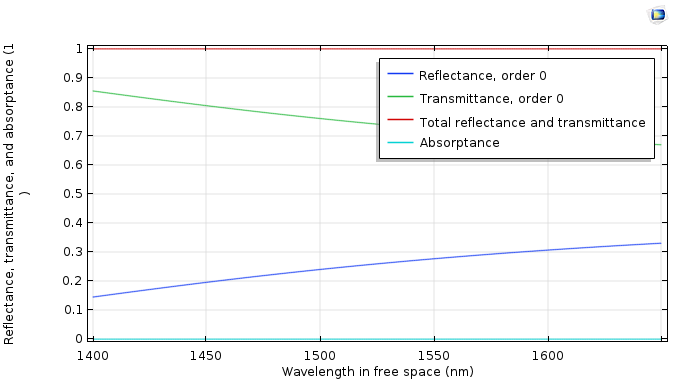 Reflectance, transmittance, and absorptance (1
)
1
0.9
0.8
0.7
0.6
0.5
0.4
0.3
0.2
0.1
0
Reflectance, order 0
Transmittance, order 0
Total reflectance and transmittance
Absorptance
1400 1450 1500 1550 1600
Wavelength in free space (nm)